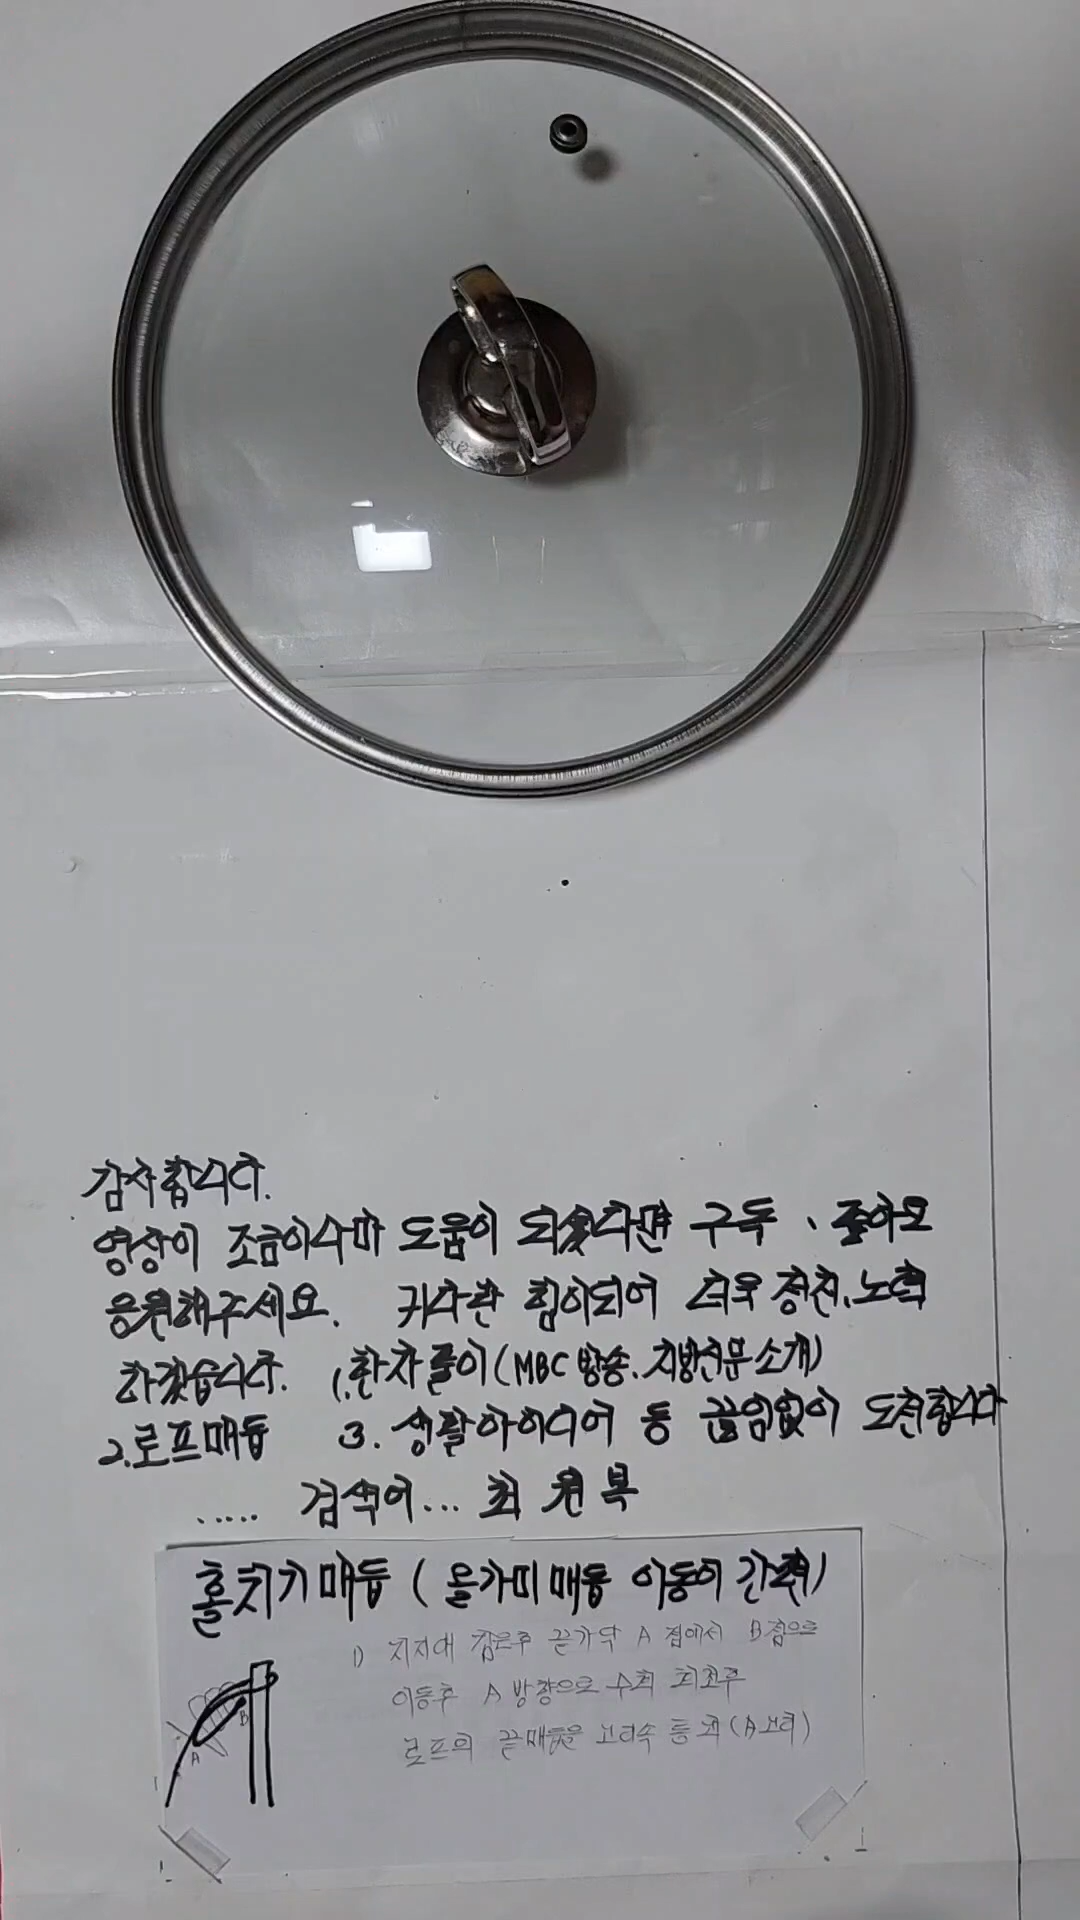 감사합니다.
영상이 조금이나마 도움이 되셨다면 구독、좋아요
응원해주세요. 커다란 힘이되어 더욱 정진.노력
하겠습니다. 1.한자풀이(MBC방송.지방신문소개)
2.로프매듭 3. 생활아이디어 등 끊임없이 도전합니다
..... 검색어... 최 원 복
홀치기매듭 ( 올가미매듭 이동이 간편)
1) 지지대 감은후 끝가닥 A 점에서 B점으로
이동후 A 방향으로 수회 회전후
로프의 끝매듭을 고리속 통과(A고리)
A
B